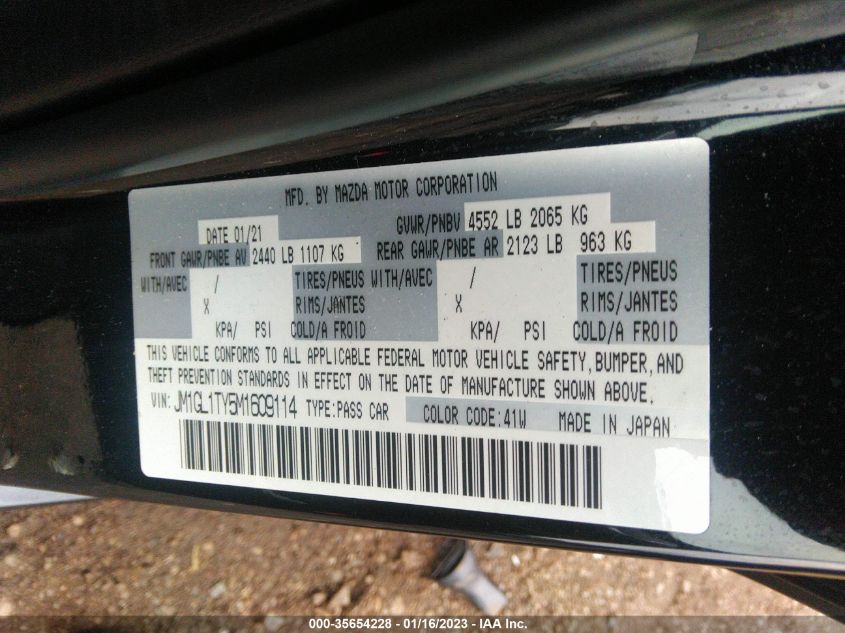 MFD. BY MAZDA MOTOR CORPORATION
DATE 01/21 GVWR/PNBV 4552 LB 2065 KG
FRONT GAWR/PNBE AV 2440 LB 1107 KG REAR GAWR/PNBE AR 2123 LB 963 KG
WITH/AVEC / TIRES/PNEUS WITH/AVEC / TIRES/PNEUS
X RIMS/JANTES X RIMS/JANTES
KPA/ PSI COLD/A FROID KPA/ PSI COLD/A FROID
THIS VEHICLE CONFORMS TO ALL APPLICABLE FEDERAL MOTOR VEHICLE SAFETY, BUMPER, AND
THEFT PREVENTION STANDARDS IN EFFECT ON THE DATE OF MANUFACTURE SHOWN ABOVE.
VIN: JM1GL1TY5M1609114 TYPE:PASS CAR COLOR CODE:41W MADE IN JAPAN
000-35654228 - 01/16/2023 - IAA Inc.